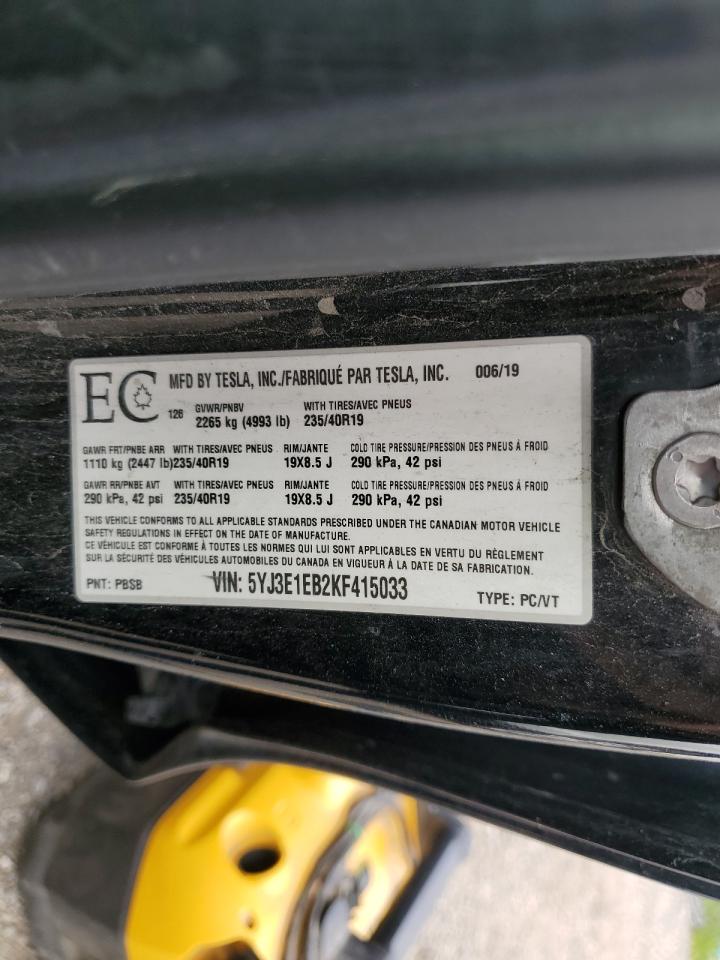 EC MFD BY TESLA, INC./FABRIQUÉ PAR TESLA, INC. 006/19
126 GVWR/PNBV WITH TIRES/AVEC PNEUS
2265 kg (4993 lb) 235/40R19
GAWR FRT/PNBE ARR WITH TIRES/AVEC PNEUS RIM/JANTE COLD TIRE PRESSURE/PRESSION DES PNEUS À FROID
1110 kg (2447 lb)235/40R19 19X8.5 J 290 kPa, 42 psi
GAWR RR/PNBE AVT WITH TIRES/AVEC PNEUS RIM/JANTE COLD TIRE PRESSURE/PRESSION DES PNEUS À FROID
290 kPa, 42 psi 235/40R19 19X8.5 J 290 kPa, 42 psi
THIS VEHICLE CONFORMS TO ALL APPLICABLE STANDARDS PRESCRIBED UNDER THE CANADIAN MOTOR VEHICLE
SAFETY REGULATIONS IN EFFECT ON THE DATE OF MANUFACTURE.
CE VÉHICULE EST CONFORME À TOUTES LES NORMES QUI LUI SONT APPLICABLES EN VERTU DU RÈGLEMENT
SUR LA SÉCURITÉ DES VÉHICULES AUTOMOBILES DU CANADA EN VIGUEUR À LA DATE DE SA FABRICATION.
PNT: PBSB VIN: 5YJ3E1EB2KF415033 TYPE: PC/VT